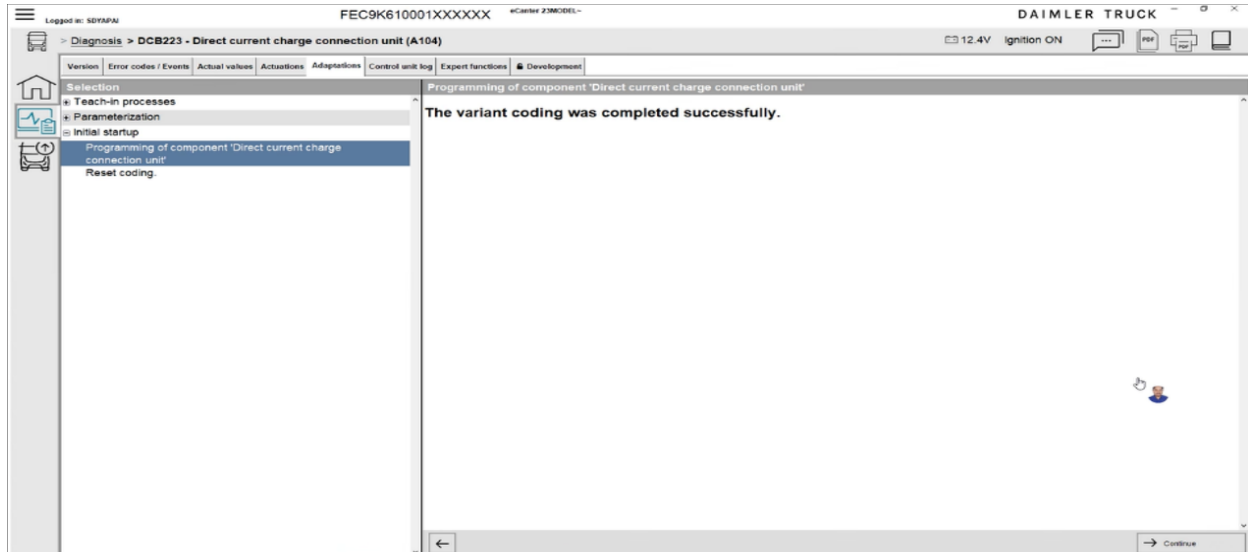 Logged in: SDYAPAI
FEC9K610001XXXXXX
eCanter 23MODEL~
DAIMLER TRUCK
> Diagnosis > DCB223 - Direct current charge connection unit (A104)
12.4V Ignition ON
PDF
PDF
Version Error codes / Events Actual values Actuations Adaptations Control unit log Expert functions Development
Selection
Programming of component 'Direct current charge connection unit'
Teach-in processes
Parameterization
Initial startup
Programming of component 'Direct current charge
connection unit'
Reset coding.
The variant coding was completed successfully.
Continue